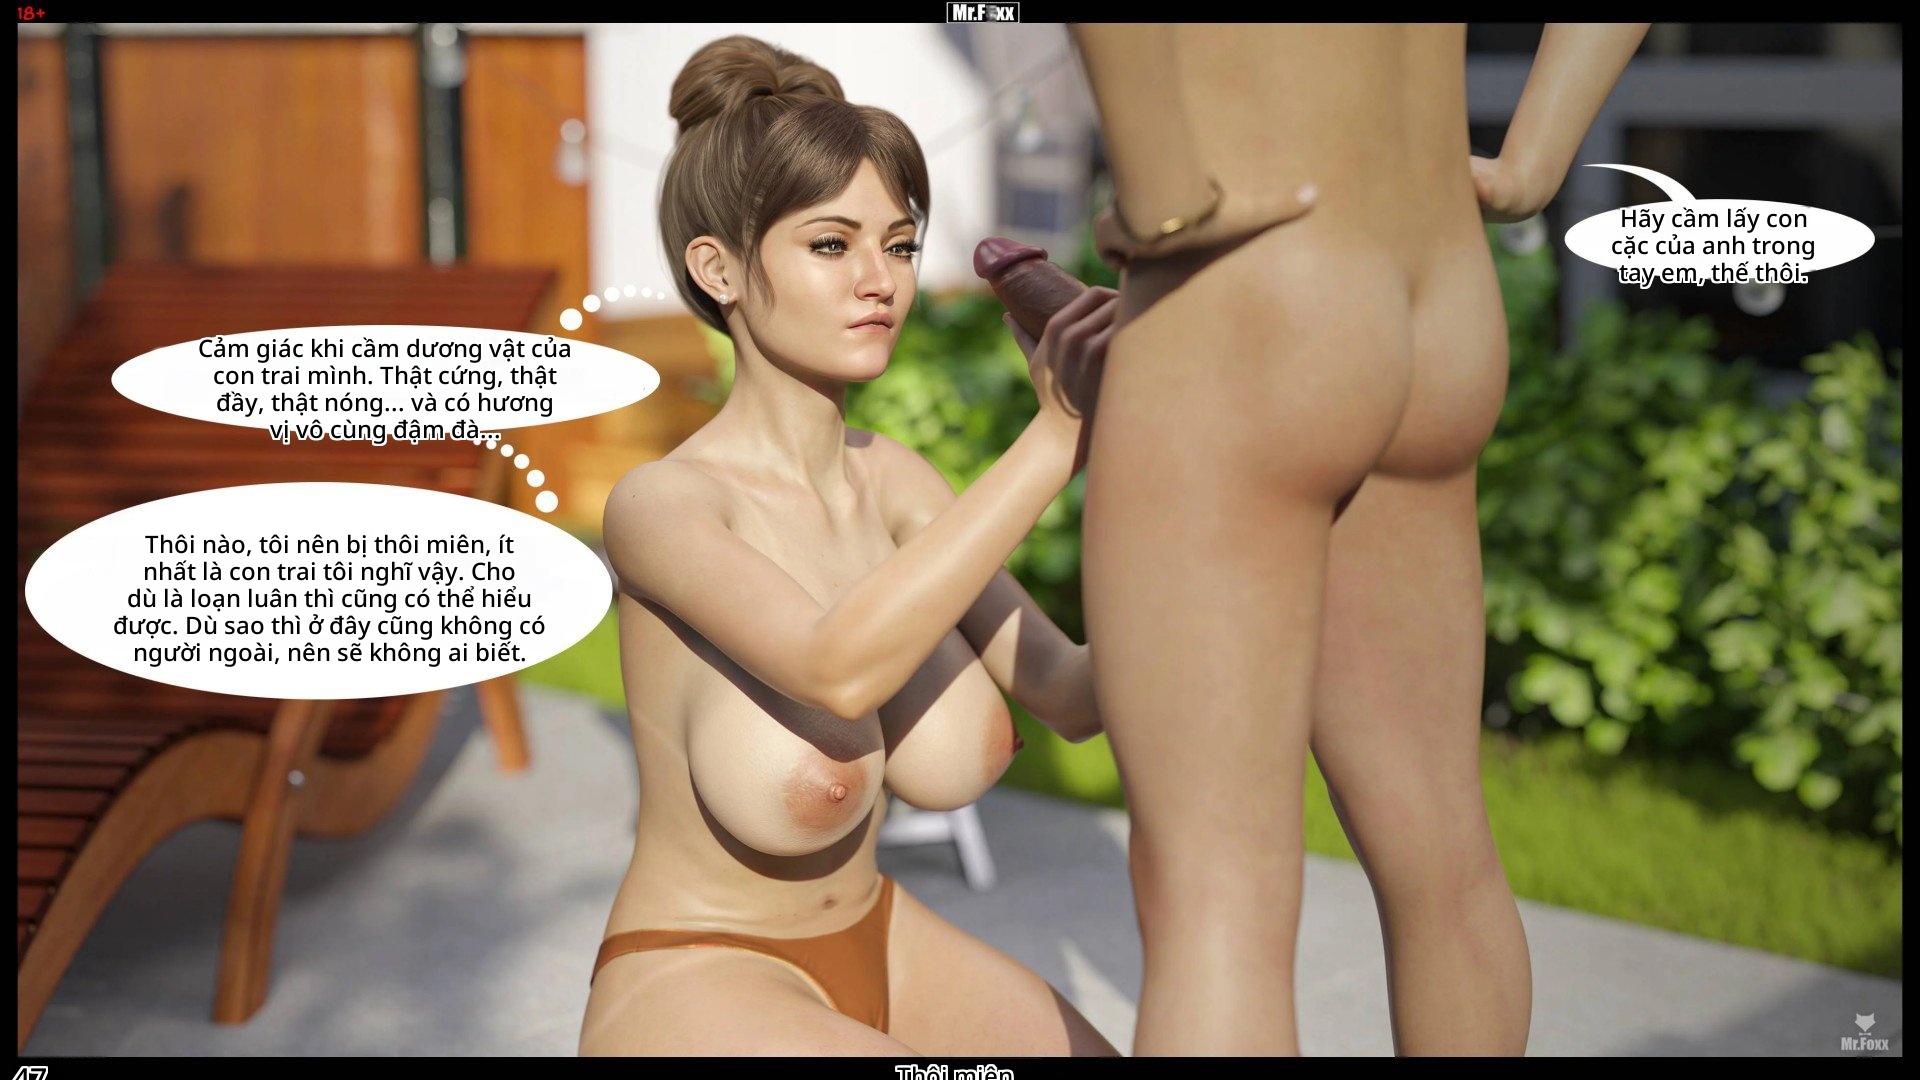 18+
Mr.Foxx
Hãy cầm lấy con
cặc của anh trong
tay em, thế thôi.
Cảm giác khi cầm dương vật của
con trai mình. Thật cứng, thật
đầy, thật nóng... và có hương
vị vô cùng đậm đà...
Thôi nào, tôi nên bị thôi miên, ít
nhất là con trai tôi nghĩ vậy. Cho
dù là loạn luân thì cũng có thể hiểu
được. Dù sao thì ở đây cũng không có
người ngoài, nên sẽ không ai biết.
Mr.Foxx
47
Thôi miên